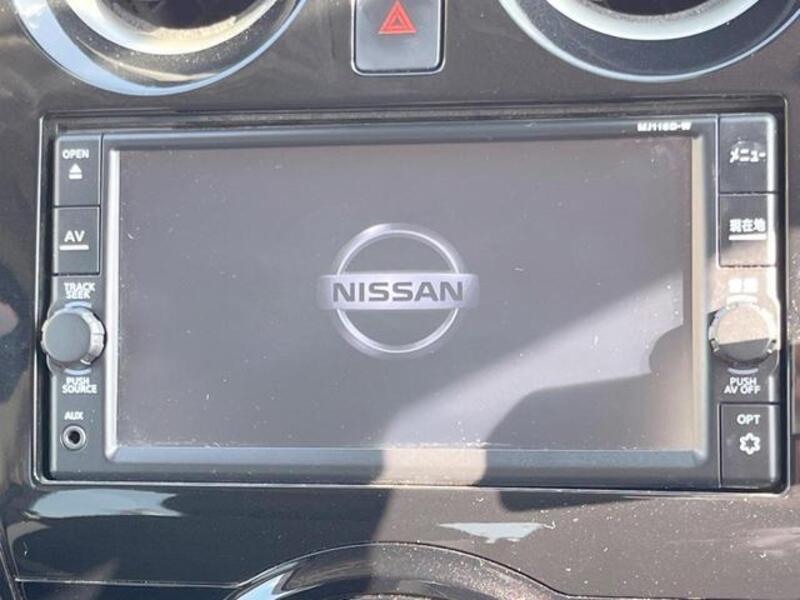 MJ116D-W
OPEN
メニュー
AV
現在地
TRACK
SEEK
NISSAN
PUSH
SOURCE
PUSH
AV OFF
AUX
OPT